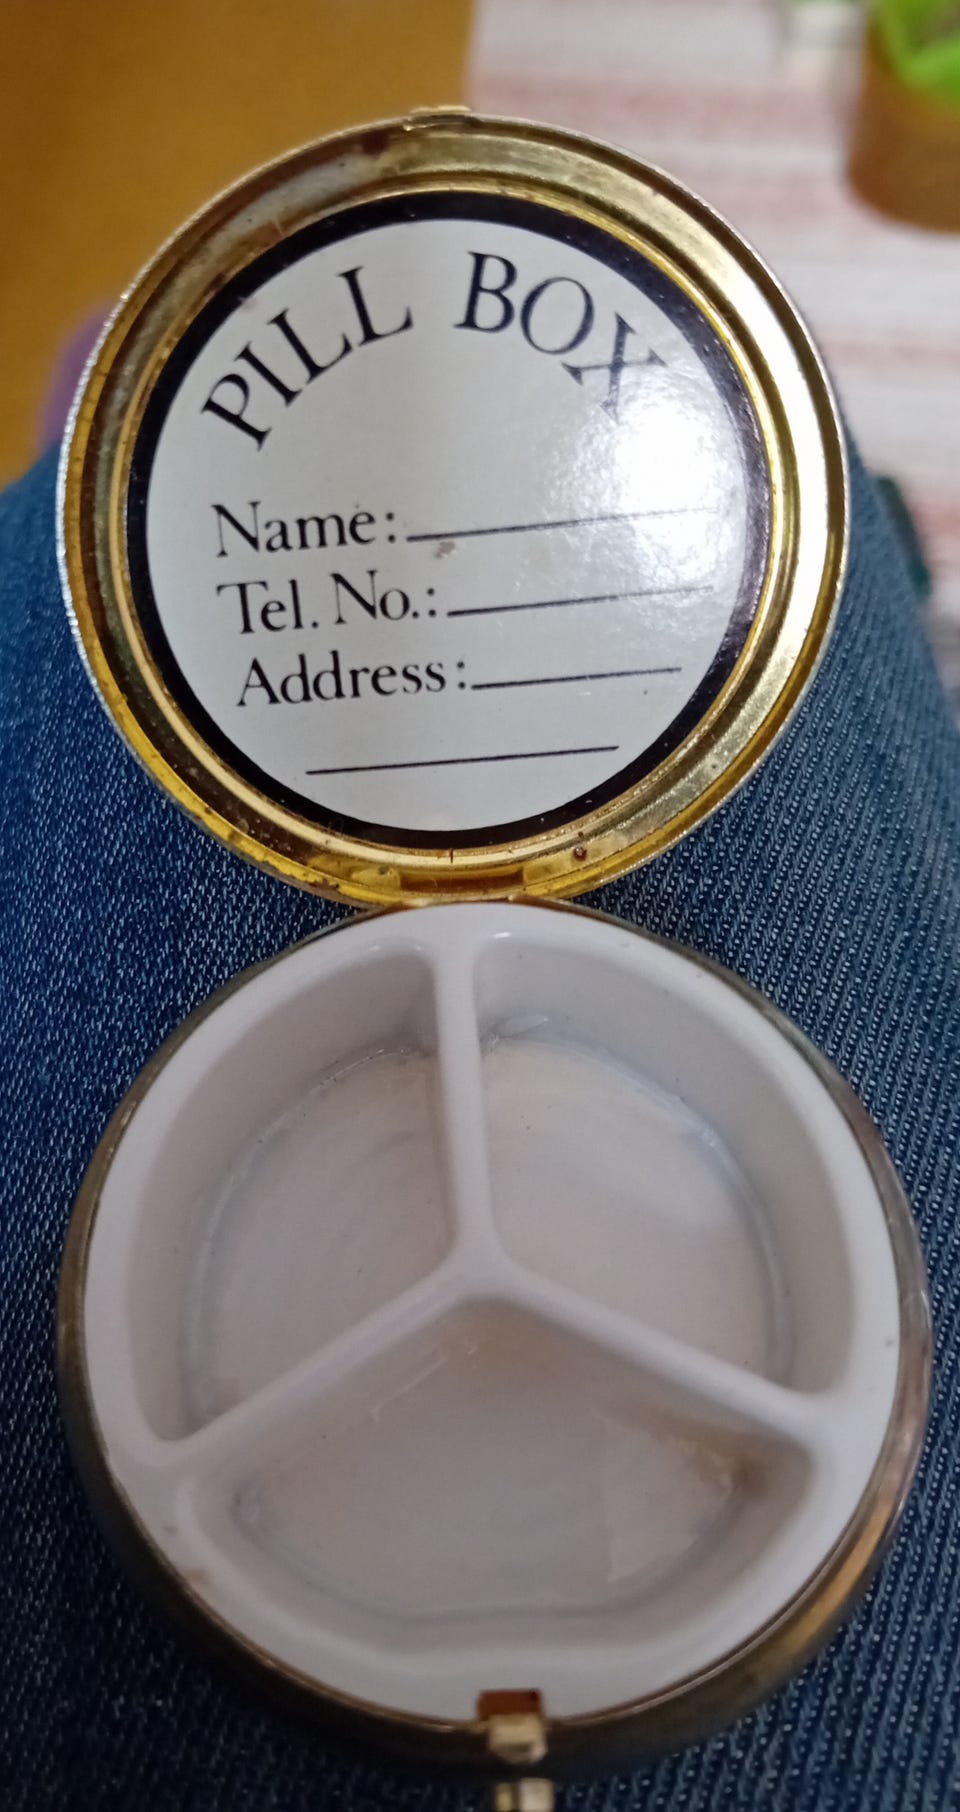 PILL BOX
Name:
Tel. No.:
Address: